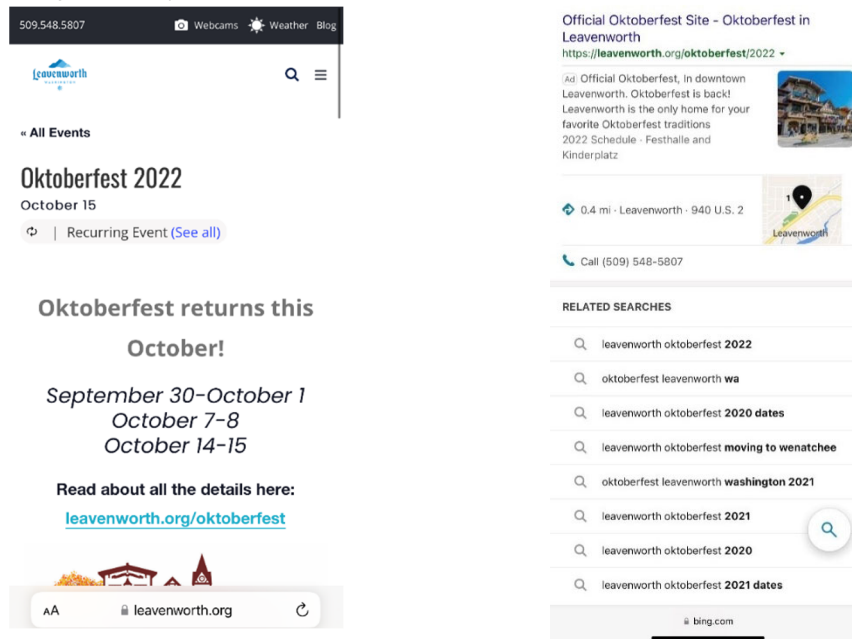 509.548.5807 Webcams Weather Blog
Leavenworth
WASHINGTON
« All Events
Oktoberfest 2022
October 15
| Recurring Event (See all)
Oktoberfest returns this
October!
September 30-October 1
October 7-8
October 14-15
Read about all the details here:
leavenworth.org/oktoberfest
AA leavenworth.org
Official Oktoberfest Site - Oktoberfest in
Leavenworth
https://leavenworth.org/oktoberfest/2022
Ad Official Oktoberfest, In downtown
Leavenworth. Oktoberfest is back!
Leavenworth is the only home for your
favorite Oktoberfest traditions
2022 Schedule · Festhalle and
Kinderplatz
0.4 mi · Leavenworth · 940 U.S. 2
1
Leavenworth
Call (509) 548-5807
RELATED SEARCHES
leavenworth oktoberfest 2022
oktoberfest leavenworth wa
leavenworth oktoberfest 2020 dates
leavenworth oktoberfest moving to wenatchee
oktoberfest leavenworth washington 2021
leavenworth oktoberfest 2021
leavenworth oktoberfest 2020
leavenworth oktoberfest 2021 dates
bing.com